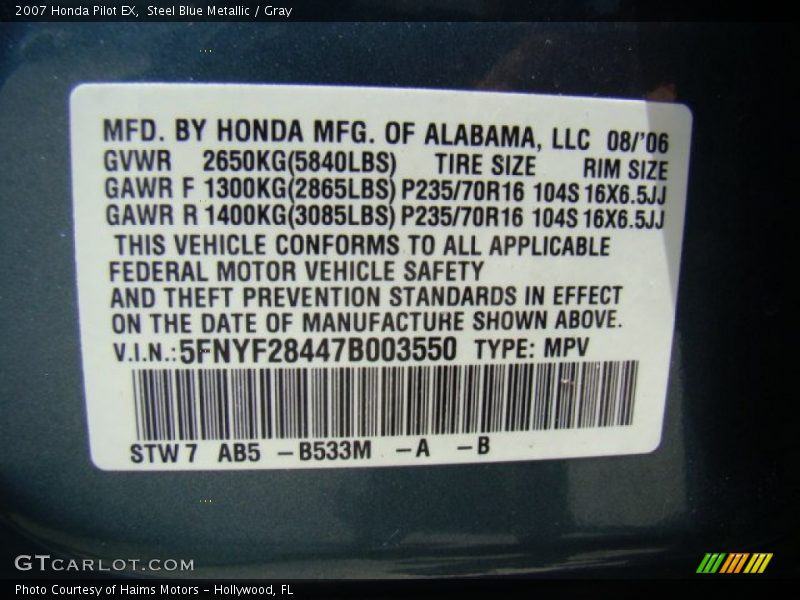 2007 Honda Pilot EX,  Steel Blue Metallic / Gray
MFD. BY HONDA MFG. OF ALABAMA, LLC 08/'06
GVWR 2650KG(5840LBS) TIRE SIZE RIM SIZE
GAWR F 1300KG(2865LBS) P235/70R16 104S 16X6.5JJ
GAWR R 1400KG(3085LBS) P235/70R16 104S 16X6.5JJ
THIS VEHICLE CONFORMS TO ALL APPLICABLE
FEDERAL MOTOR VEHICLE SAFETY
AND THEFT PREVENTION STANDARDS IN EFFECT
ON THE DATE OF MANUFACTURE SHOWN ABOVE.
V.I.N.:5FNYF28447B003550 TYPE: MPV
STW7 AB5 –B533M –A –B
GTCARLOT.COM
Photo Courtesy of Haims Motors – Hollywood, FL